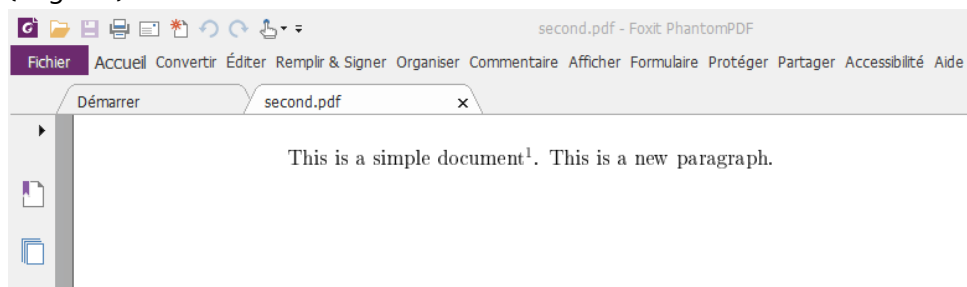 second.pdf - Foxit PhantomPDF
Fichier Accueil Convertir Éditer Remplir & Signer Organiser Commentaire Afficher Formulaire Protéger Partager Accessibilité Aide
Démarrer second.pdf x
This is a simple document¹. This is a new paragraph.